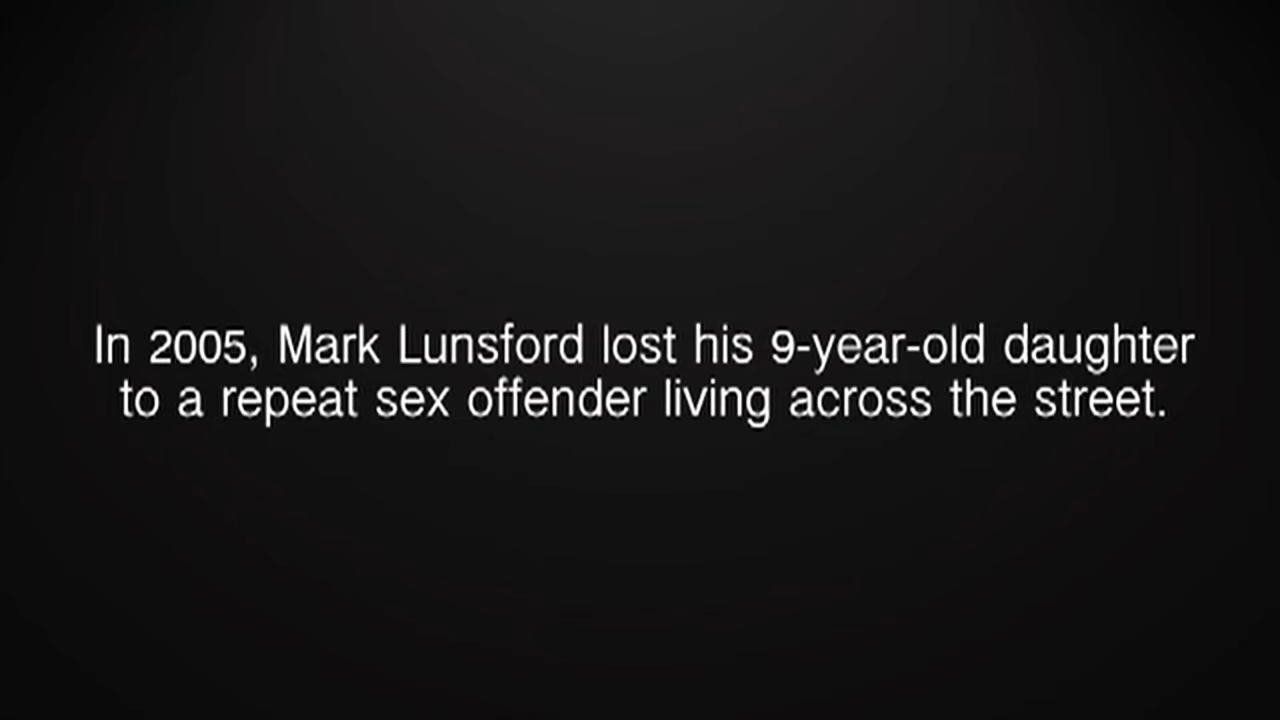 In 2005, Mark Lunsford lost his 9-year-old daughter
to a repeat sex offender living across the street.